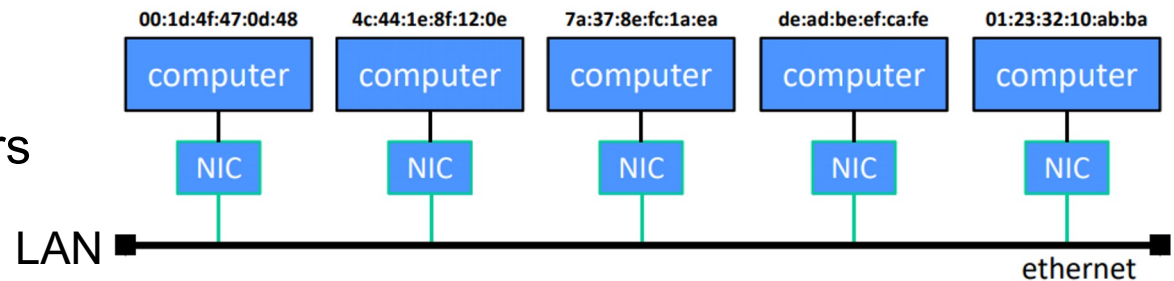 00:1d:4f:47:0d:48 4c:44:1e:8f:12:0e 7a:37:8e:fc:1a:ea de:ad:be:ef:ca:fe 01:23:32:10:ab:ba
computer computer computer computer computer
rs
NIC NIC NIC NIC NIC
LAN
ethernet